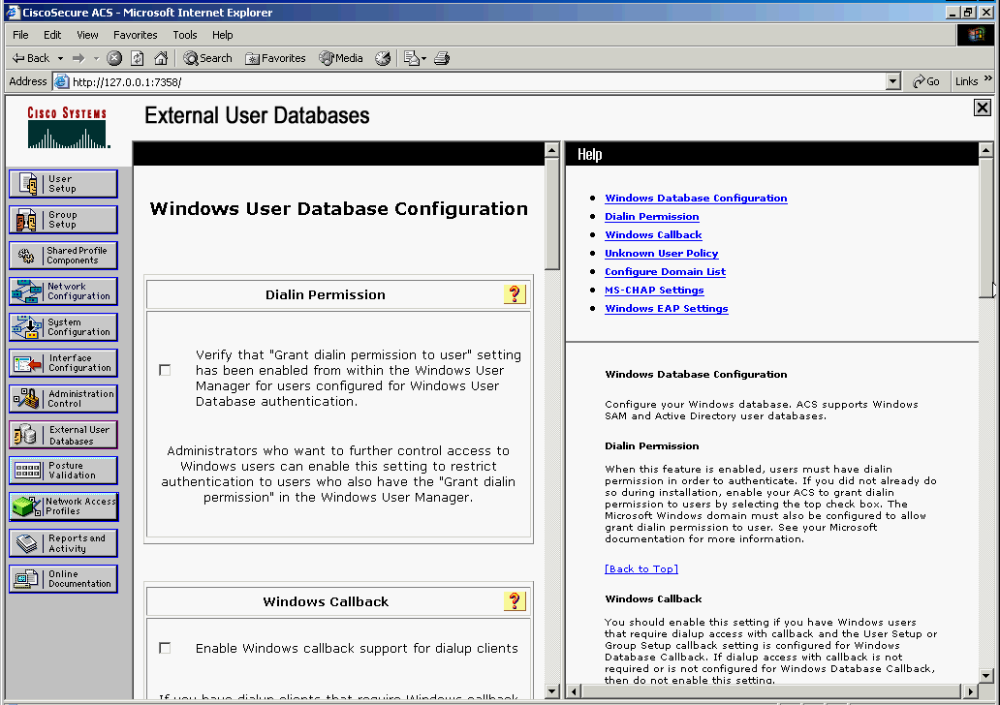 CiscoSecure ACS - Microsoft Internet Explorer
File Edit View Favorites Tools Help
Back Search Favorites Media
Address http://127.0.0.1:7358/ Go Links »
CISCO SYSTEMS
External User Databases
User
Setup
Group
Setup
Shared Profile
Components
Network
Configuration
System
Configuration
Interface
Configuration
Administration
Control
External User
Databases
Posture
Validation
Network Access
Profiles
Reports and
Activity
Online
Documentation
Windows User Database Configuration
Dialin Permission ?
Verify that "Grant dialin permission to user" setting
has been enabled from within the Windows User
Manager for users configured for Windows User
Database authentication.
Administrators who want to further control access to
Windows users can enable this setting to restrict
authentication to users who also have the "Grant dialin
permission" in the Windows User Manager.
Windows Callback ?
Enable Windows callback support for dialup clients
If you have dialup clients that require Windows callback
Help
• Windows Database Configuration
• Dialin Permission
• Windows Callback
• Unknown User Policy
• Configure Domain List
• MS-CHAP Settings
• Windows EAP Settings
Windows Database Configuration
Configure your Windows database. ACS supports Windows
SAM and Active Directory user databases.
Dialin Permission
When this feature is enabled, users must have dialin
permission in order to authenticate. If you did not already do
so during installation, enable your ACS to grant dialin
permission to users by selecting the top check box. The
Microsoft Windows domain must also be configured to allow
grant dialin permission to user. See your Microsoft
documentation for more information.
[Back to Top]
Windows Callback
You should enable this setting if you have Windows users
that require dialup access with callback and the User Setup or
Group Setup callback setting is configured for Windows
Database Callback. If dialup access with callback is not
required or is not configured for Windows Database Callback,
then do not enable this setting.